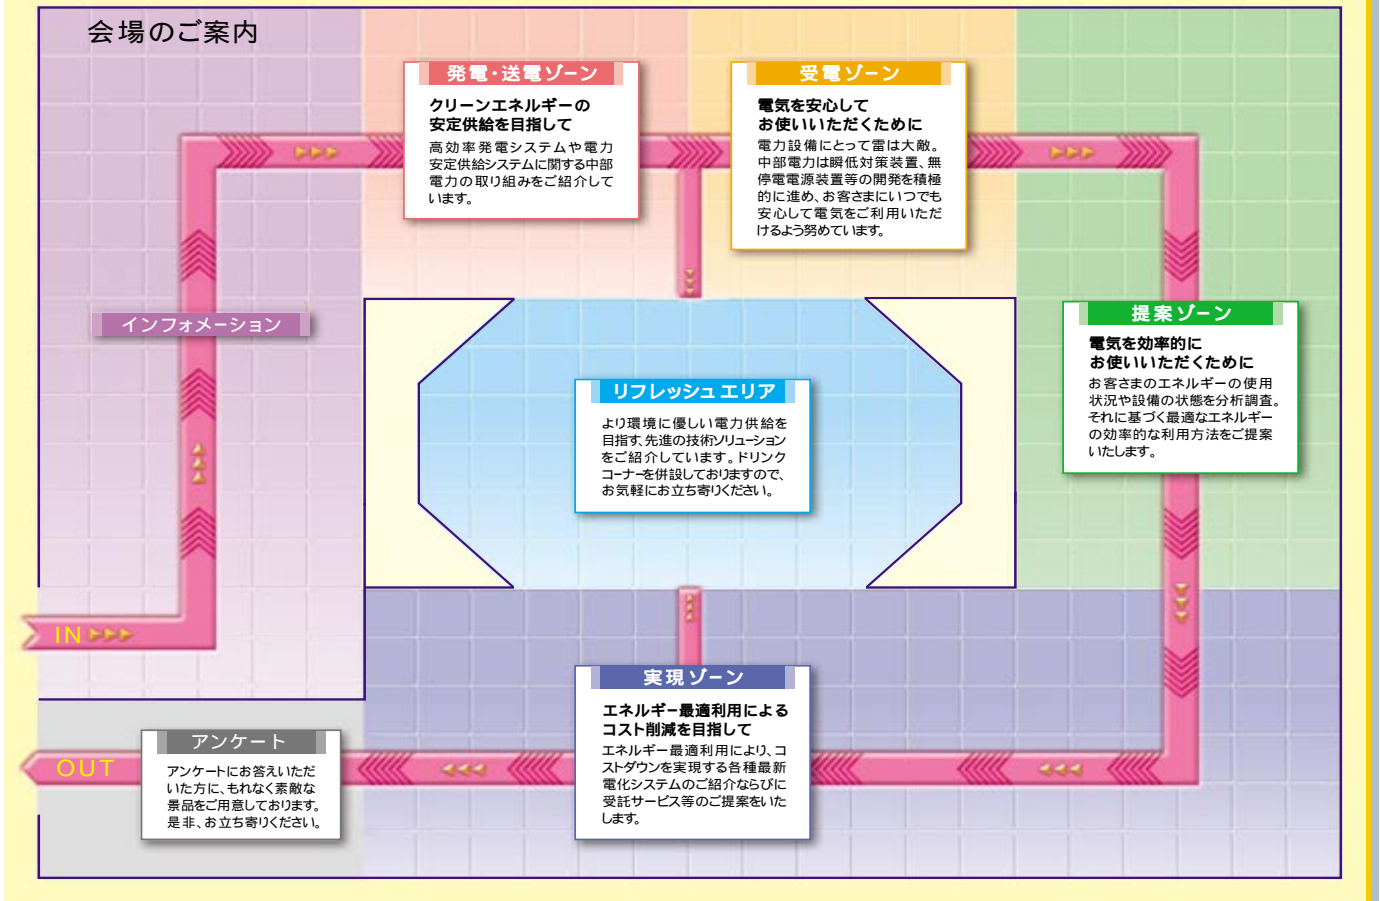 会場のご案内
発電・送電ゾーン
クリーンエネルギーの
安定供給を目指して
高効率発電システムや電力
安定供給システムに関する中部
電力の取り組みをご紹介して
います。
受電ゾーン
電気を安心して
お使いいただくために
電力設備にとって雷は大敵。
中部電力は瞬低対策装置、無
停電電源装置等の開発を積極
的に進め、お客さまにいつでも
安心して電気をご利用いただ
けるよう努めています。
インフォメーション
提案ゾーン
電気を効率的に
お使いいただくために
お客さまのエネルギーの使用
状況や設備の状態を分析調査。
それに基づく最適なエネルギー
の効率的な利用方法をご提案
いたします。
リフレッシュエリア
より環境に優しい電力供給を
目指す、先進の技術ソリューション
をご紹介しています。ドリンク
コーナーを併設しておりますので、
お気軽にお立ち寄りください。
IN
実現ゾーン
エネルギー最適利用による
コスト削減を目指して
エネルギー最適利用により、コ
ストダウンを実現する各種最新
電化システムのご紹介ならびに
受託サービス等のご提案をいた
します。
OUT
アンケート
アンケートにお答えいただ
いた方に、もれなく素敵な
景品をご用意しております。
是非、お立ち寄りください。